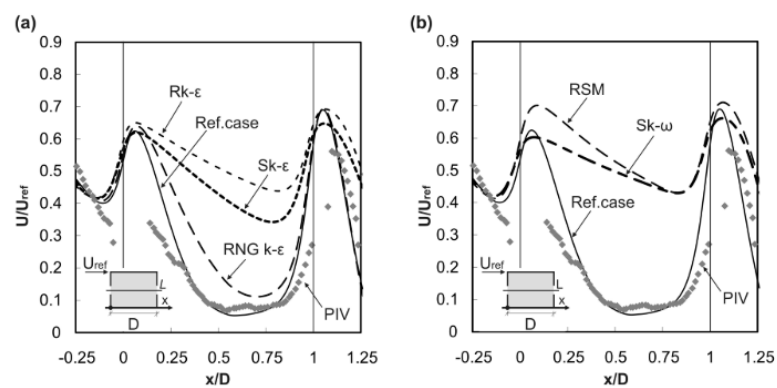 (a)
U/Uref
0.9
0.8
0.7
0.6
0.5
0.4
0.3
0.2
0.1
0
Rk-ε
Ref.case
Sk-ε
RNG k-ε
PIV
Uref
L
x
D
-0.25 0 0.25 0.5 0.75 1 1.25
x/D
(b)
U/Uref
0.9
0.8
0.7
0.6
0.5
0.4
0.3
0.2
0.1
0
RSM
Sk-ω
Ref.case
PIV
Uref
L
x
D
-0.25 0 0.25 0.5 0.75 1 1.25
x/D